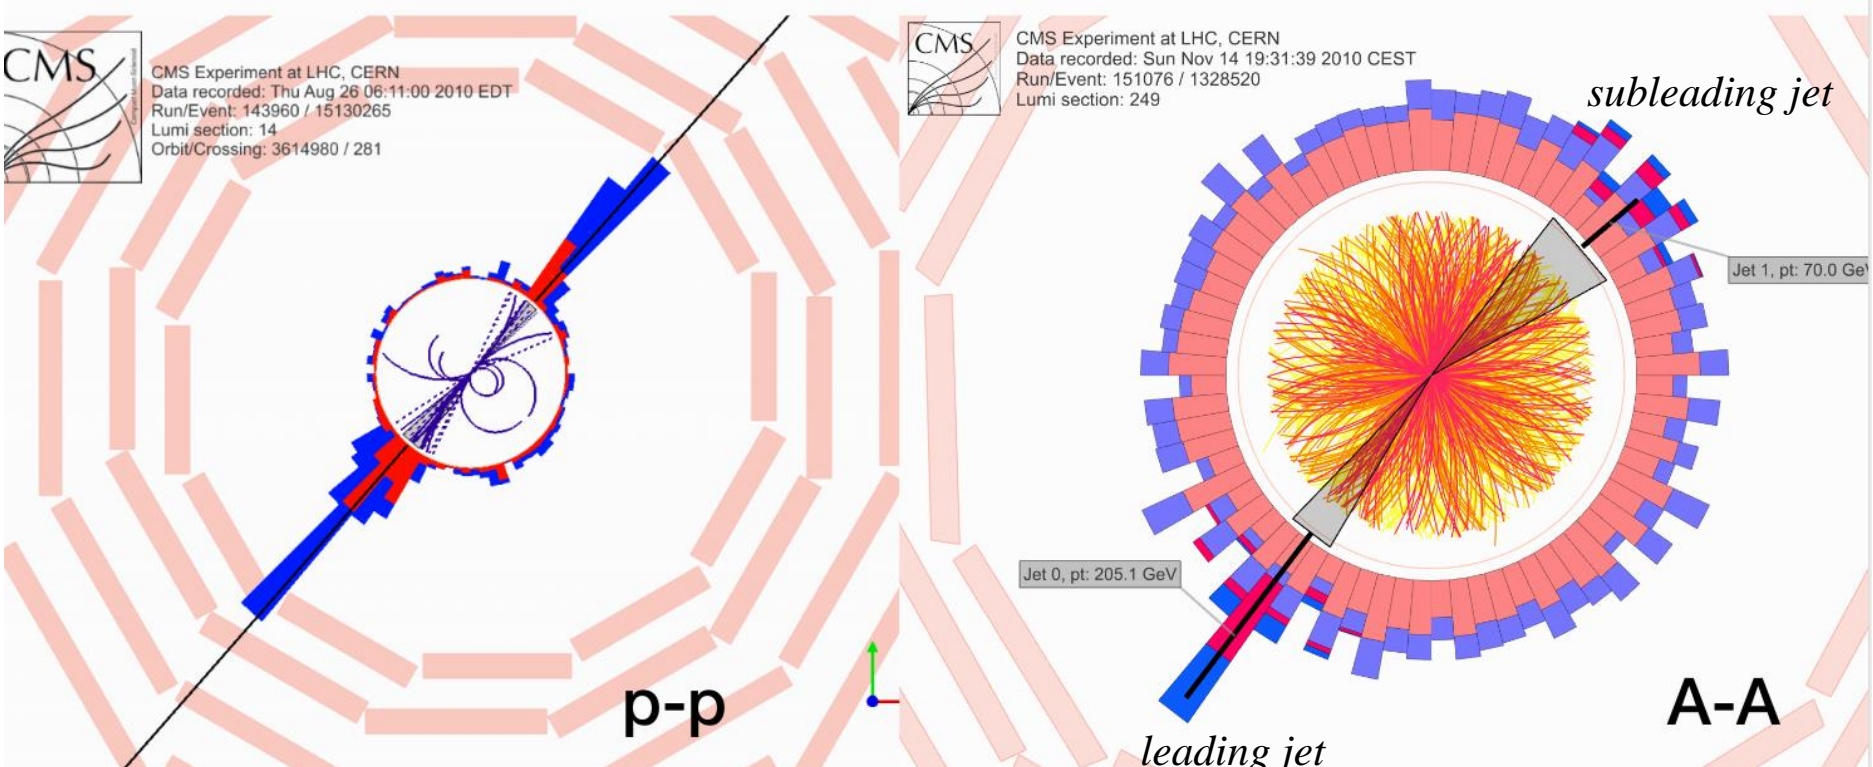 CMS
CMS Experiment at LHC, CERN
Data recorded: Thu Aug 26 06:11:00 2010 EDT
Run/Event: 143960 / 15130265
Lumi section: 14
Orbit/Crossing: 3614980 / 281
p-p
CMS
CMS Experiment at LHC, CERN
Data recorded: Sun Nov 14 19:31:39 2010 CEST
Run/Event: 151076 / 1328520
Lumi section: 249
subleading jet
Jet 1, pt: 70.0 GeV
Jet 0, pt: 205.1 GeV
A-A
leading jet